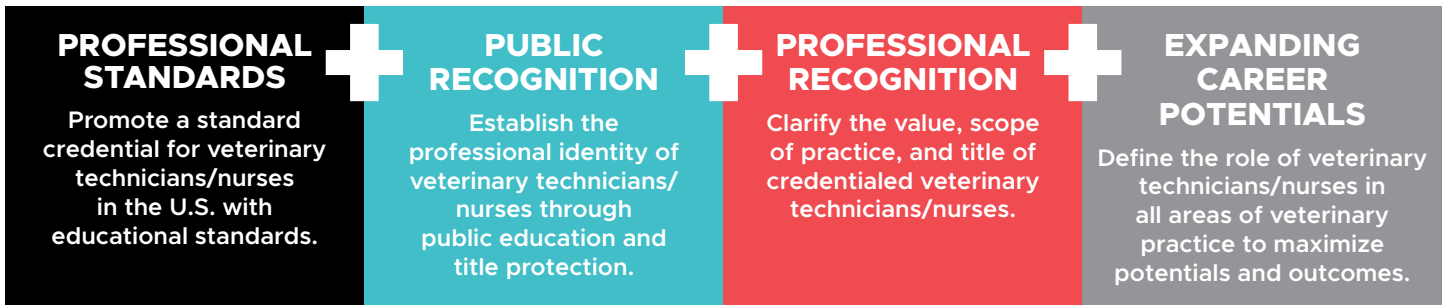 PROFESSIONAL
STANDARDS
Promote a standard
credential for veterinary
technicians/nurses
in the U.S. with
educational standards.
PUBLIC
RECOGNITION
Establish the
professional identity of
veterinary technicians/
nurses through
public education and
title protection.
PROFESSIONAL
RECOGNITION
Clarify the value, scope
of practice, and title of
credentialed veterinary
technicians/nurses.
EXPANDING
CAREER
POTENTIALS
Define the role of veterinary
technicians/nurses in
all areas of veterinary
practice to maximize
potentials and outcomes.